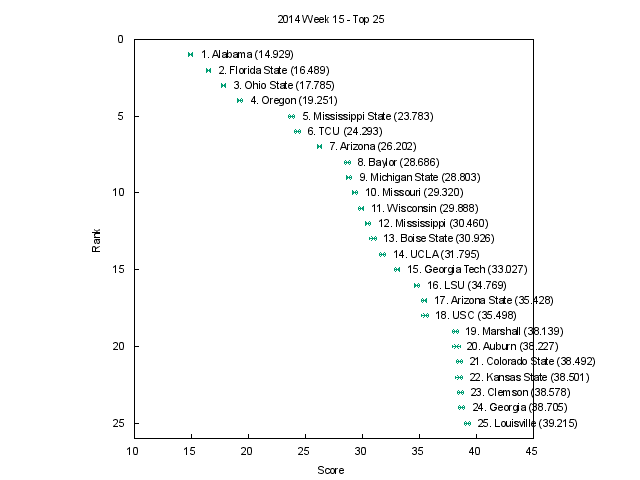 2014 Week 15 - Top 25
0
1. Alabama (14.929)
2. Florida State (16.489)
3. Ohio State (17.785)
4. Oregon (19.251)
5
5. Mississippi State (23.783)
6. TCU (24.293)
7. Arizona (26.202)
8. Baylor (28.686)
9. Michigan State (28.803)
10
10. Missouri (29.320)
11. Wisconsin (29.888)
12. Mississippi (30.460)
Rank
13. Boise State (30.926)
14. UCLA (31.795)
15
15. Georgia Tech (33.027)
16. LSU (34.769)
17. Arizona State (35.428)
18. USC (35.498)
19. Marshall (38.139)
20
20. Auburn (38.227)
21. Colorado State (38.492)
22. Kansas State (38.501)
23. Clemson (38.578)
24. Georgia (38.705)
25
25. Louisville (39.215)
10 15 20 25 30 35 40 45
Score